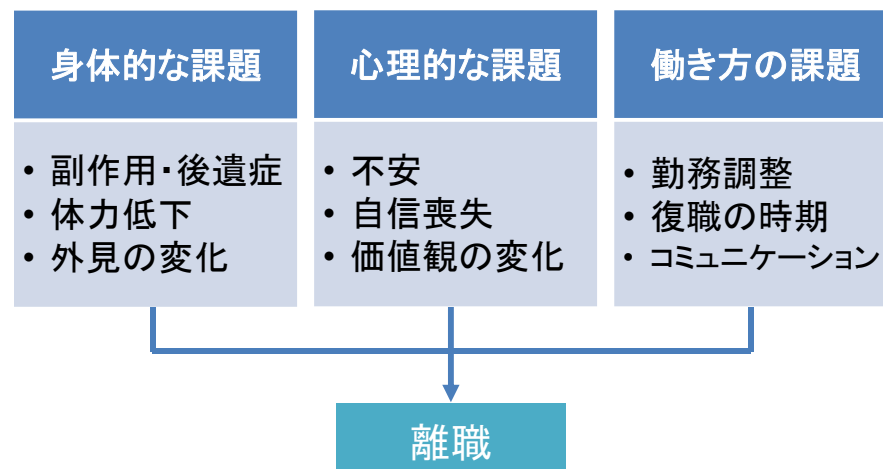 身体的な課題
・副作用・後遺症
・体力低下
・外見の変化
心理的な課題
・不安
・自信喪失
・価値観の変化
働き方の課題
・勤務調整
・復職の時期
・コミュニケーション
離職